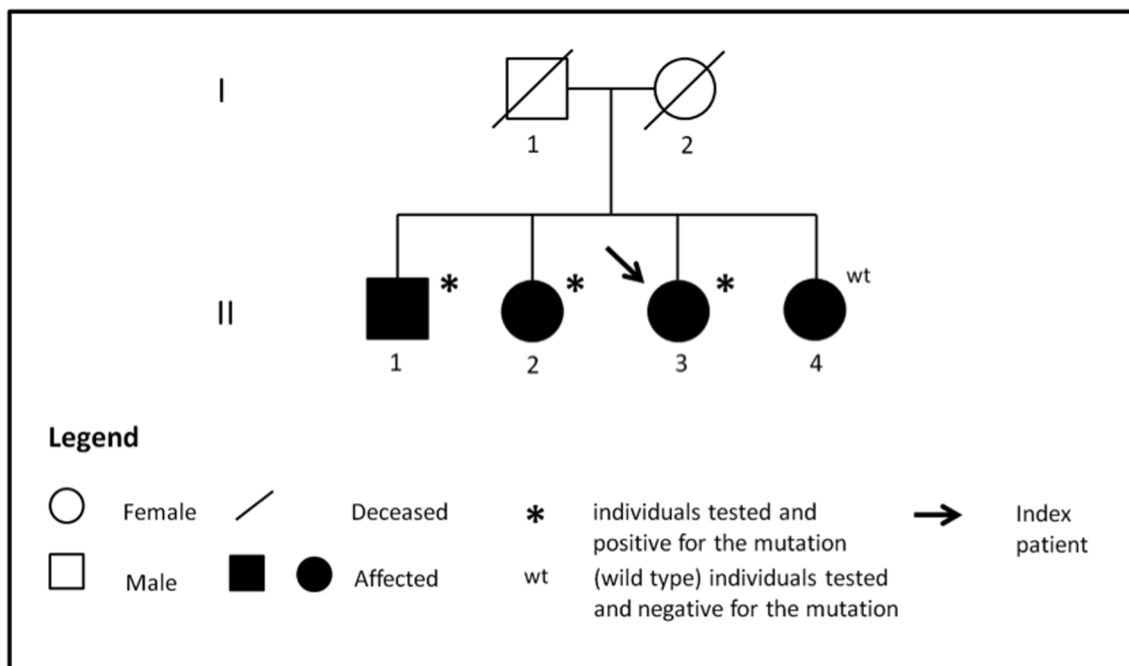 I
1 2
* * * wt
II
1 2 3 4
Legend
Female Deceased * individuals tested and positive for the mutation Index patient
Male Affected wt (wild type) individuals tested and negative for the mutation